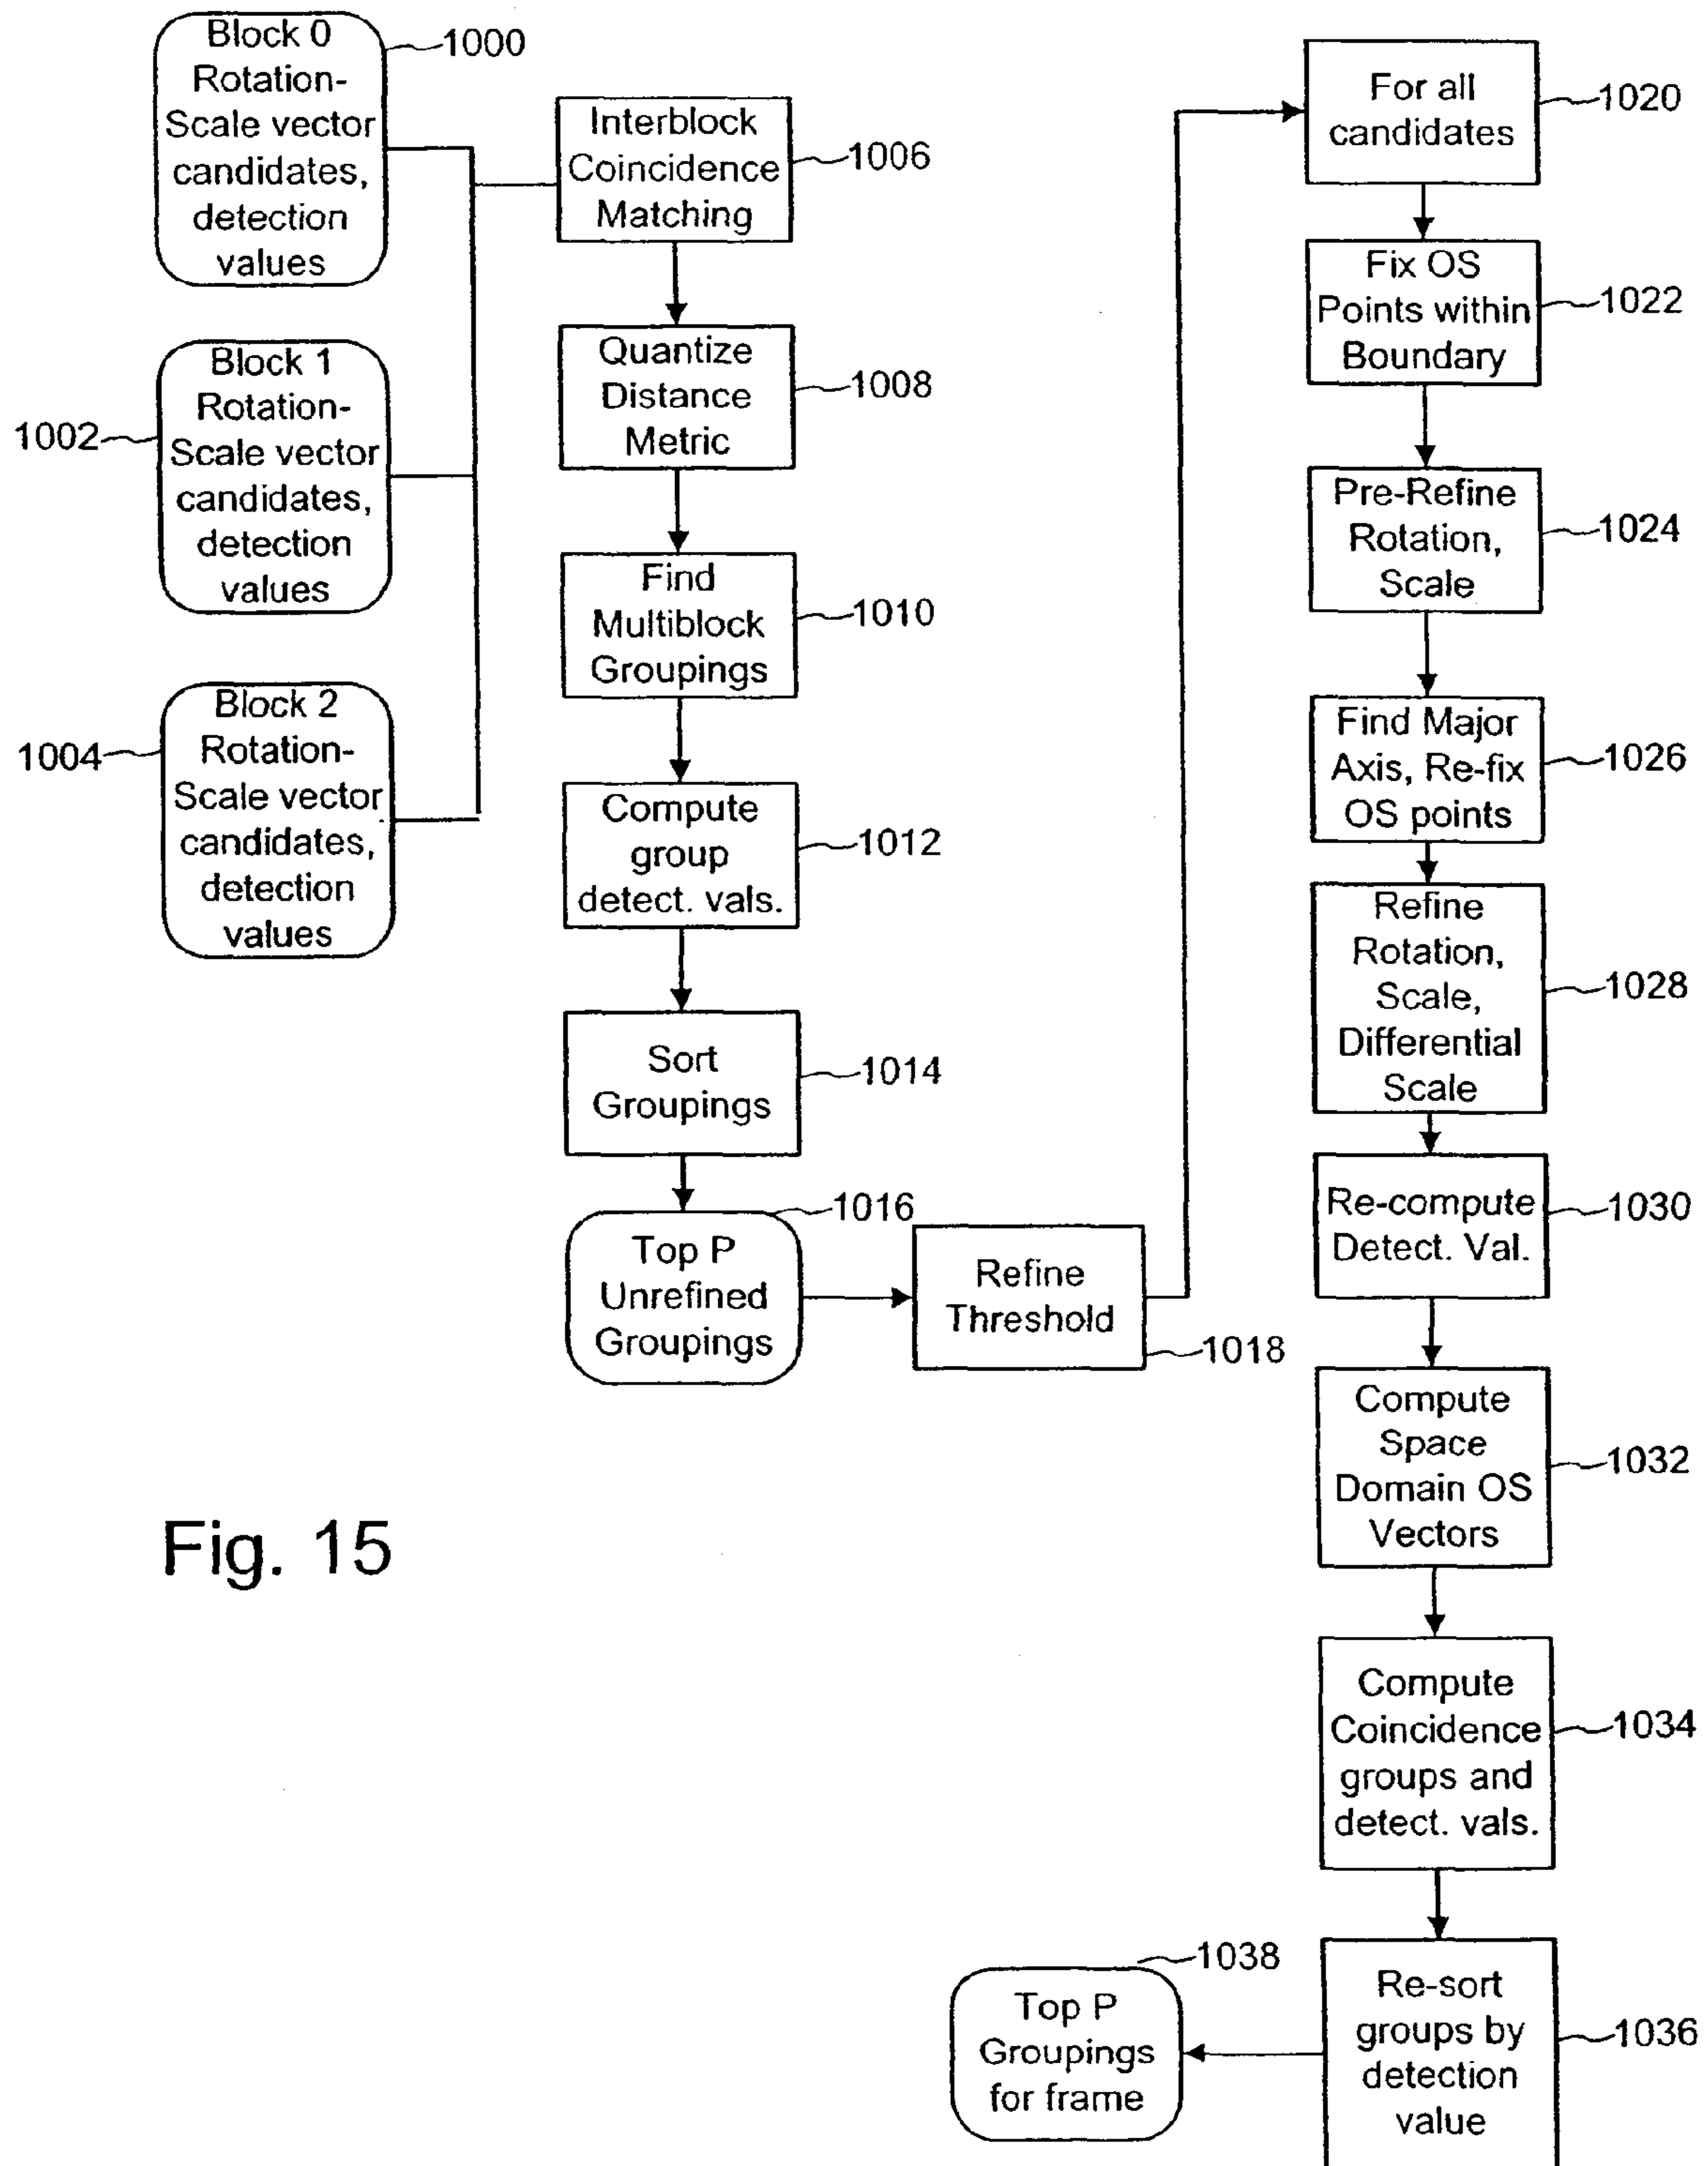 Block 0
Rotation-
Scale vector
candidates,
detection
values
1000
Block 1
Rotation-
Scale vector
candidates,
detection
values
1002
Block 2
Rotation-
Scale vector
candidates,
detection
values
1004
Interblock
Coincidence
Matching
1006
Quantize
Distance
Metric
1008
Find
Multiblock
Groupings
1010
Compute
group
detect. vals.
1012
Sort
Groupings
1014
Top P
Unrefined
Groupings
1016
Refine
Threshold
1018
For all
candidates
1020
Fix OS
Points within
Boundary
1022
Pre-Refine
Rotation,
Scale
1024
Find Major
Axis, Re-fix
OS points
1026
Refine
Rotation,
Scale,
Differential
Scale
1028
Re-compute
Detect. Val.
1030
Compute
Space
Domain OS
Vectors
1032
Compute
Coincidence
groups and
detect. vals.
1034
Re-sort
groups by
detection
value
1036
Top P
Groupings
for frame
1038
Fig. 15